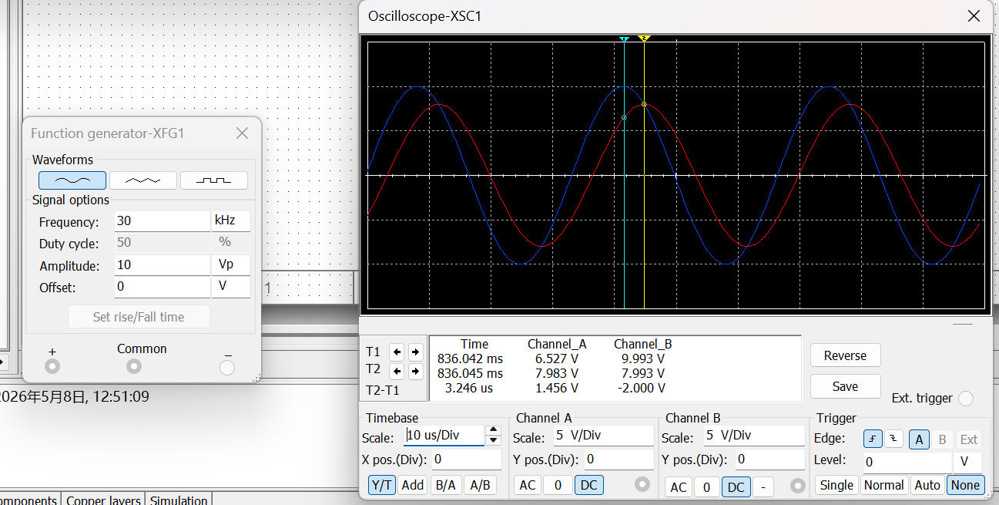 Oscilloscope-XSC1
Function generator-XFG1
Waveforms
Signal options
Frequency: 30 kHz
Duty cycle: 50 %
Amplitude: 10 Vp
Offset: 0 V
Set rise/Fall time
+ Common −
1
1 2
Time Channel_A Channel_B
T1 836.042 ms 6.527 V 9.993 V
T2 836.045 ms 7.983 V 7.993 V
T2-T1 3.246 us 1.456 V -2.000 V
Reverse
Save
Ext. trigger
2026年5月8日, 12:51:09
Timebase
Scale: 10 us/Div
X pos.(Div): 0
Y/T Add B/A A/B
Channel A
Scale: 5 V/Div
Y pos.(Div): 0
AC 0 DC
Channel B
Scale: 5 V/Div
Y pos.(Div): 0
AC 0 DC -
Trigger
Edge: A B Ext
Level: 0 V
Single Normal Auto None
omponents Copper layers Simulation